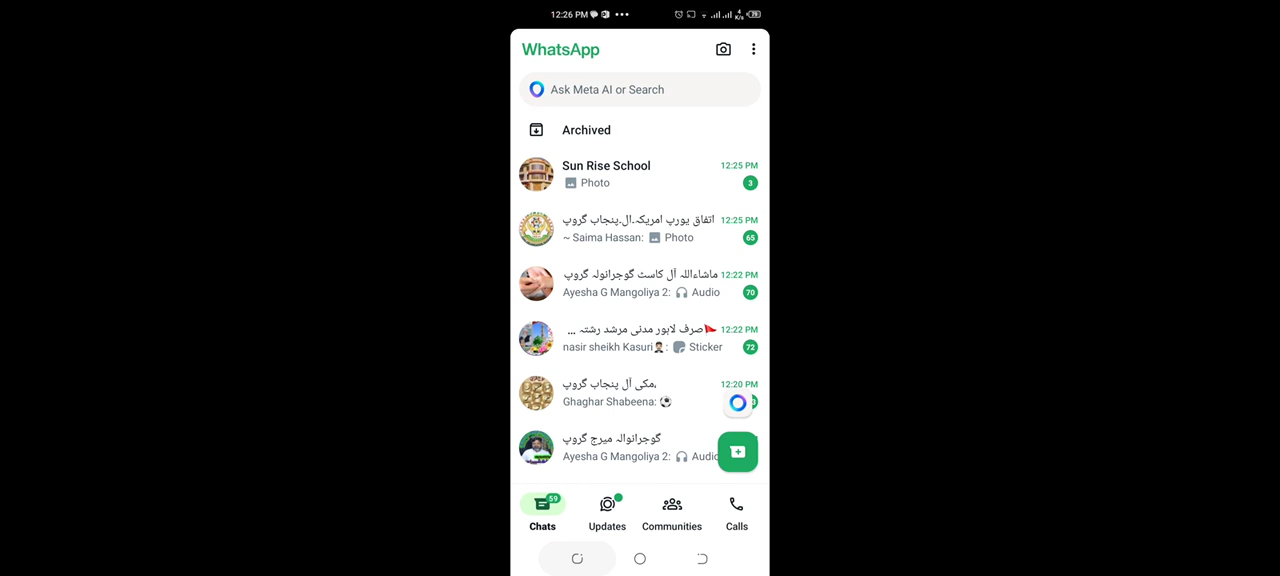 12:26 PM
4
K/s
79
WhatsApp
Ask Meta AI or Search
Archived
Sun Rise School
12:25 PM
Photo
3
اتفاق یورپ امریکہ۔ال۔پنجاب گروپ
12:25 PM
~ Saima Hassan: Photo
65
ماشاءاللہ آل کاسٹ گوجرانولہ گروپ
12:22 PM
Ayesha G Mangoliya 2: Audio
70
صرف لاہور مدنی مرشد رشتہ ...
12:22 PM
nasir sheikh Kasuri: Sticker
72
مکی آل پنجاب گروپ
12:20 PM
Ghaghar Shabeena:
گوجرانوالہ میرج گروپ
Ayesha G Mangoliya 2: Audio
59
Chats
Updates
Communities
Calls